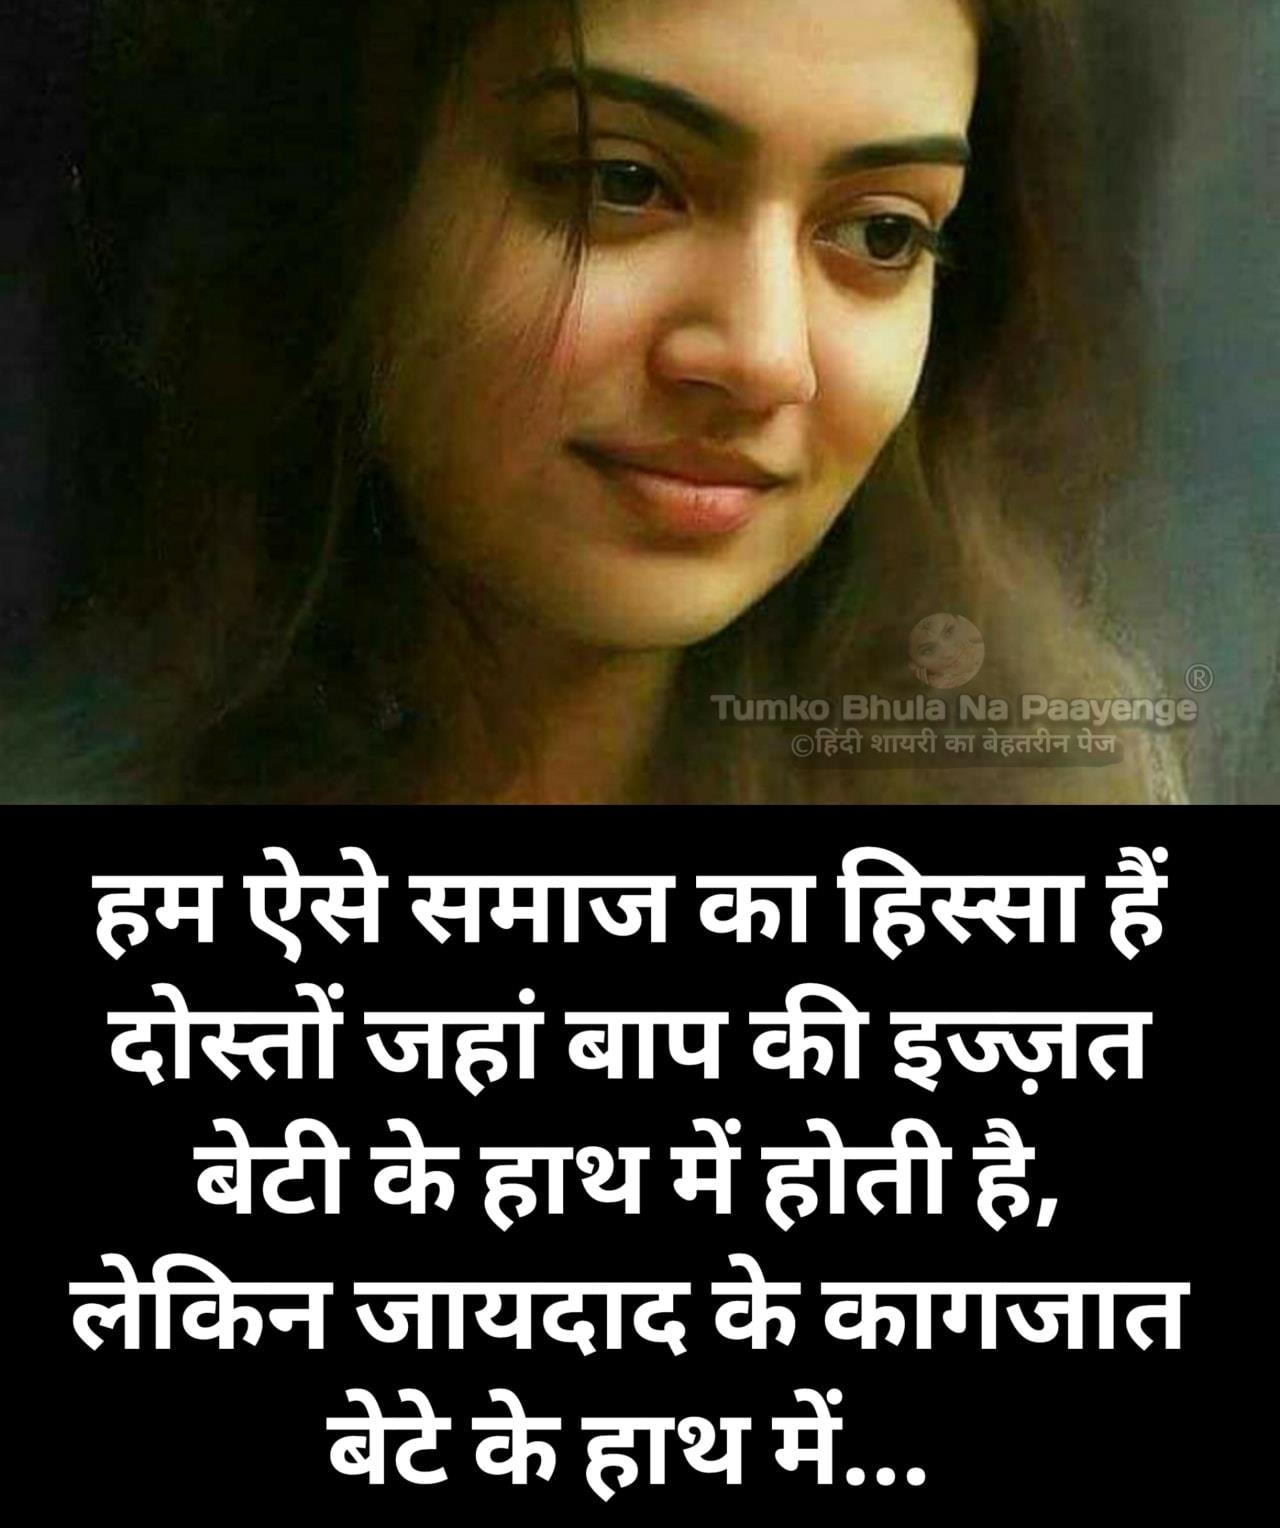 Tumko Bhula Na Paayenge®
©हिंदी शायरी का बेहतरीन पेज
हम ऐसे समाज का हिस्सा हैं
दोस्तों जहां बाप की इज्ज़त
बेटी के हाथ में होती है,
लेकिन जायदाद के कागजात
बेटे के हाथ में...